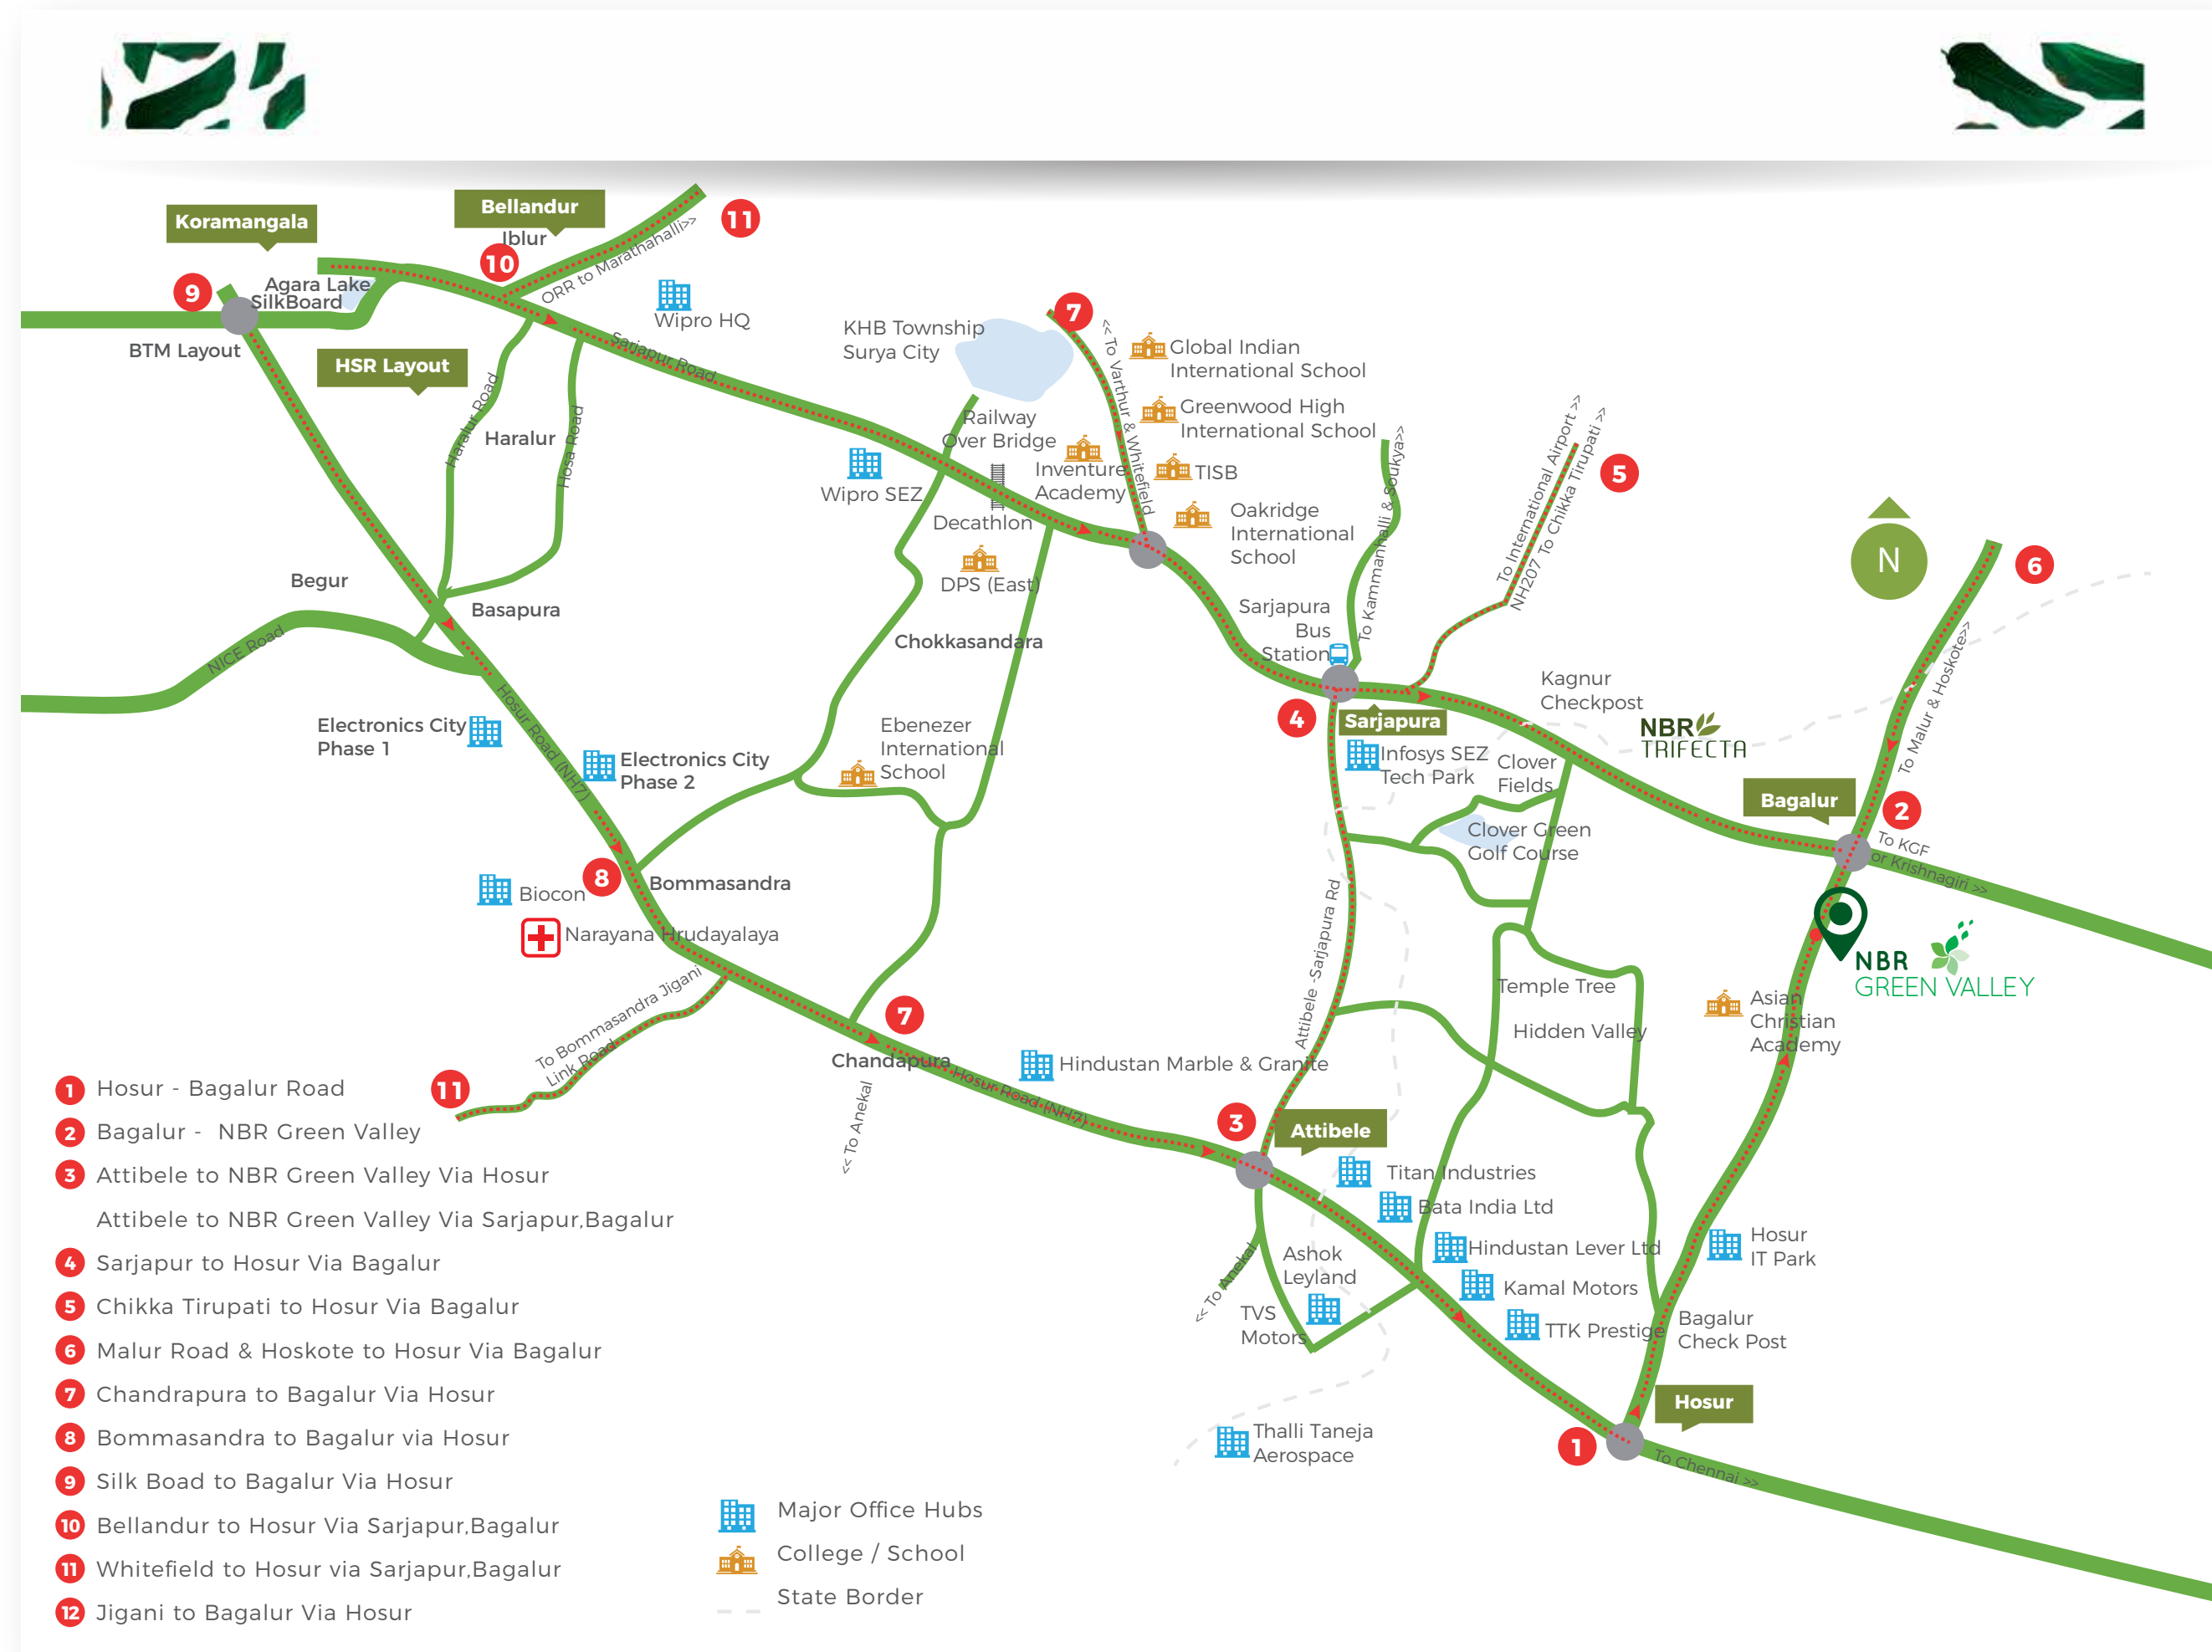 Koramangala
Bellandur
Iblur
11
10
ORR to Marathahalli>>
9
Agara Lake
SilkBoard
BTM Layout
HSR Layout
Wipro HQ
Sarjapur Road
KHB Township
Surya City
7
<< To Varthur & Whitefield
Global Indian
International School
Greenwood High
International School
Railway
Over Bridge
Inventure
Academy
TISB
Oakridge
International
School
Haralur Road
Haralur
Hosa Road
Wipro SEZ
Decathlon
DPS (East)
To Kammanhalli & Soukya>>
To International Airport >>
NH207 To Chikka Tirupati >>
5
N
6
Begur
Basapura
NICE Road
Chokkasandara
Sarjapura
Bus
Station
4
Sarjapura
Kagnur
Checkpost
NBR
TRIFECTA
To Malur & Hoskote>>
Electronics City
Phase 1
Hosur Road (NH7)
Electronics City
Phase 2
Ebenezer
International
School
Infosys SEZ
Tech Park
Clover
Fields
Clover Green
Golf Course
Bagalur
2
To KGF
or Krishnagiri >>
Biocon
8
Bommasandra
Narayana Hrudayalaya
Attibele -Sarjapura Rd
NBR
GREEN VALLEY
Temple Tree
Hidden Valley
Asian
Christian
Academy
To Bommasandra Jigani
Link Road
11
7
Chandapura
Hosur Road (NH7)
<< To Anekal
Hindustan Marble & Granite
3
Attibele
Titan Industries
Bata India Ltd
Hindustan Lever Ltd
Kamal Motors
TTK Prestige
Ashok
Leyland
TVS
Motors
<< To Anekal
Hosur
IT Park
Bagalur
Check Post
Hosur
1
To Chennai >>
Thalli Taneja
Aerospace
1 Hosur - Bagalur Road
2 Bagalur - NBR Green Valley
3 Attibele to NBR Green Valley Via Hosur
Attibele to NBR Green Valley Via Sarjapur,Bagalur
4 Sarjapur to Hosur Via Bagalur
5 Chikka Tirupati to Hosur Via Bagalur
6 Malur Road & Hoskote to Hosur Via Bagalur
7 Chandrapura to Bagalur Via Hosur
8 Bommasandra to Bagalur via Hosur
9 Silk Boad to Bagalur Via Hosur
10 Bellandur to Hosur Via Sarjapur,Bagalur
11 Whitefield to Hosur via Sarjapur,Bagalur
12 Jigani to Bagalur Via Hosur
Major Office Hubs
College / School
State Border